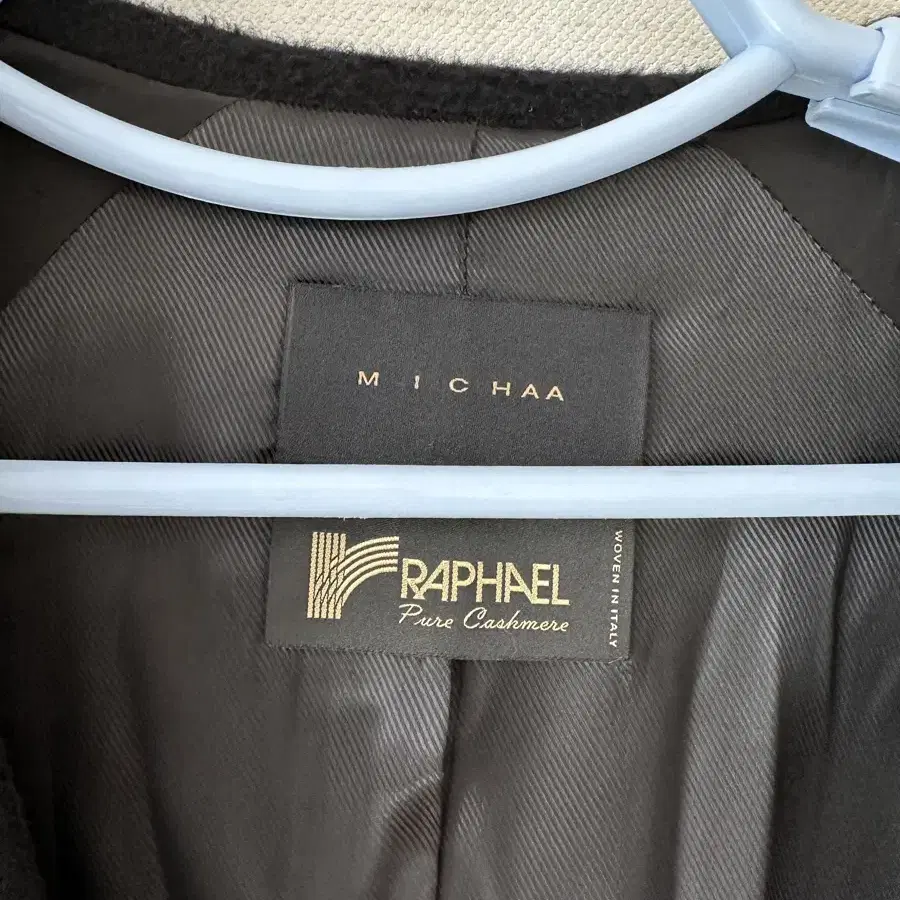 MICHAA
RAPHAEL
Pure Cashmere
WOVEN IN ITALY